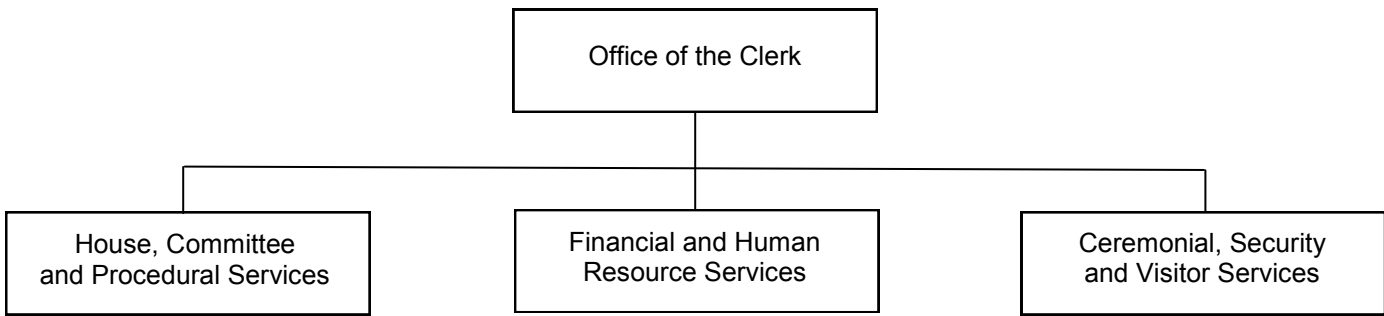 Office of the Clerk
House, Committee
and Procedural Services
Financial and Human
Resource Services
Ceremonial, Security
and Visitor Services